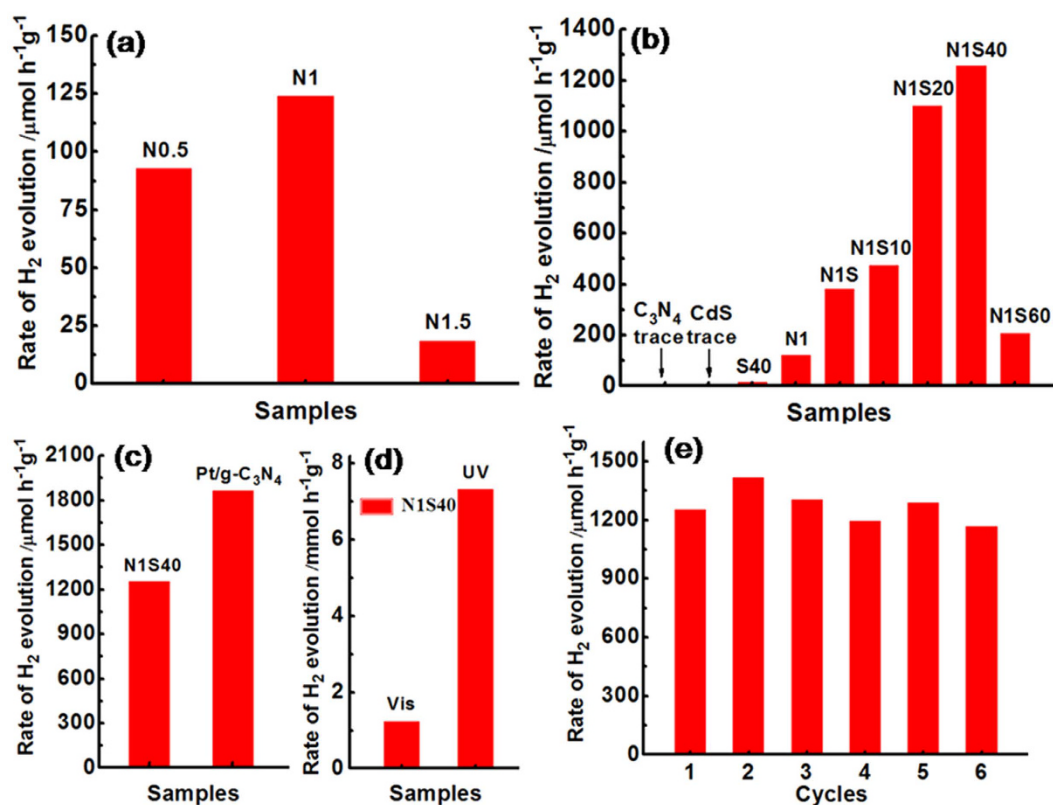 (a)
Rate of H₂ evolution /μmol h⁻¹g⁻¹
150
125
100
75
50
25
0
N0.5
N1
N1.5
Samples
(b)
Rate of H₂ evolution /μmol h⁻¹g⁻¹
1400
1200
1000
800
600
400
200
0
C₃N₄
trace
CdS
trace
S40
N1
N1S
N1S10
N1S20
N1S40
N1S60
Samples
(c)
Rate of H₂ evolution /μmol h⁻¹g⁻¹
2100
1800
1500
1200
900
600
300
0
N1S40
Pt/g-C₃N₄
Samples
(d)
Rate of H₂ evolution /mmol h⁻¹g⁻¹
8
6
4
2
0
N1S40
Vis
UV
Samples
(e)
Rate of H₂ evolution /μmol h⁻¹g⁻¹
1500
1200
900
600
300
0
1 2 3 4 5 6
Cycles